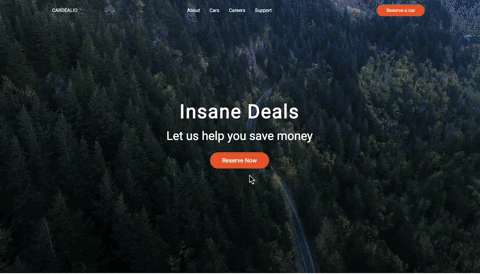 CARDEALIO
About Cars Careers Support
Reserve a car
Insane Deals
Let us help you save money
Reserve Now